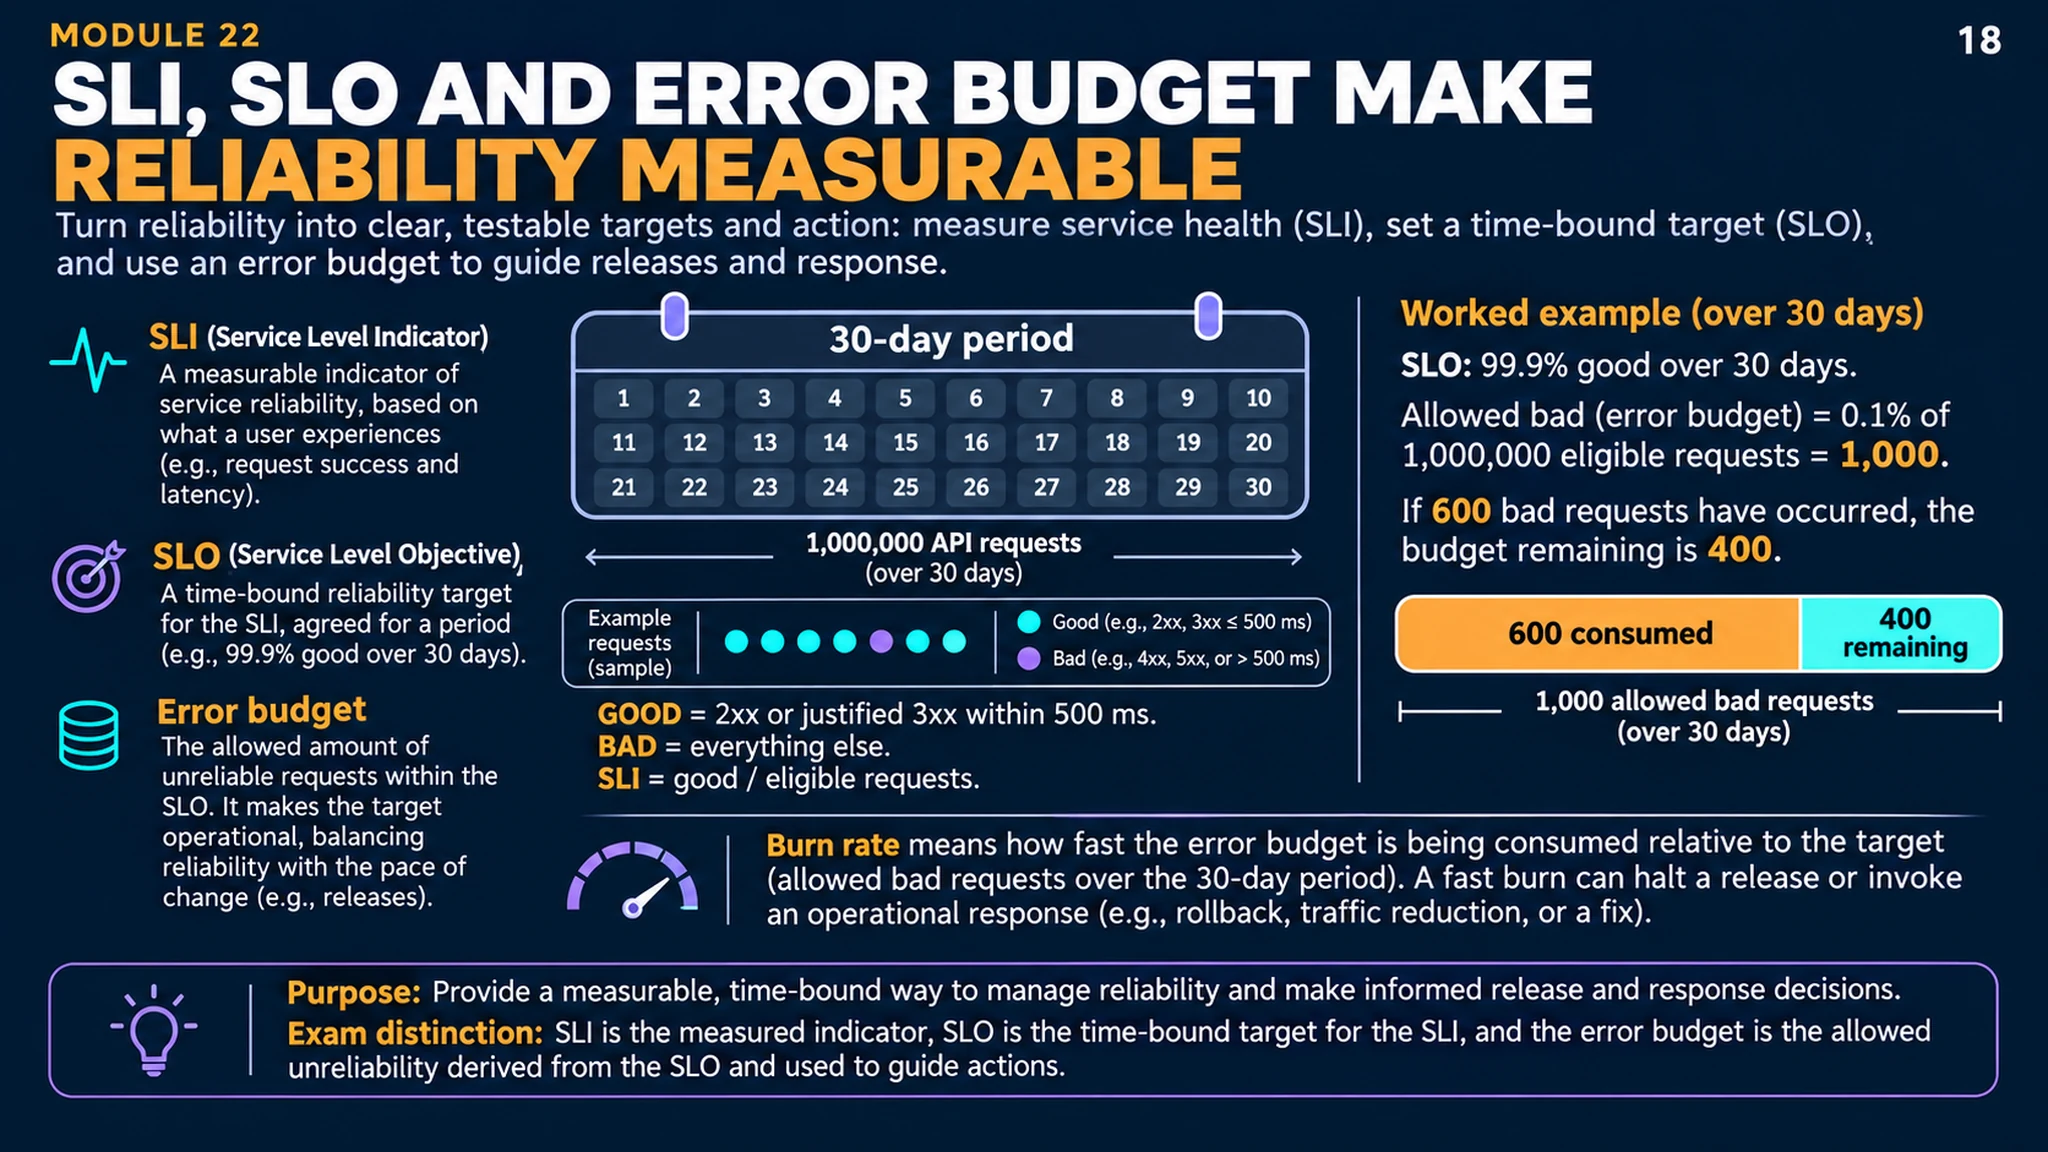 MODULE 22
18
SLI, SLO AND ERROR BUDGET MAKE
RELIABILITY MEASURABLE
Turn reliability into clear, testable targets and action: measure service health (SLI), set a time-bound target (SLO),
and use an error budget to guide releases and response.
SLI (Service Level Indicator)
A measurable indicator of
service reliability, based on
what a user experiences
(e.g., request success and
latency).
SLO (Service Level Objective)
A time-bound reliability target
for the SLI, agreed for a period
(e.g., 99.9% good over 30 days).
Error budget
The allowed amount of
unreliable requests within the
SLO. It makes the target
operational, balancing
reliability with the pace of
change (e.g., releases).
30-day period
1 2 3 4 5 6 7 8 9 10
11 12 13 14 15 16 17 18 19 20
21 22 23 24 25 26 27 28 29 30
1,000,000 API requests
(over 30 days)
Example
requests
(sample)
Good (e.g., 2xx, 3xx ≤ 500 ms)
Bad (e.g., 4xx, 5xx, or > 500 ms)
GOOD = 2xx or justified 3xx within 500 ms.
BAD = everything else.
SLI = good / eligible requests.
Worked example (over 30 days)
SLO: 99.9% good over 30 days.
Allowed bad (error budget) = 0.1% of
1,000,000 eligible requests = 1,000.
If 600 bad requests have occurred, the
budget remaining is 400.
600 consumed
400
remaining
1,000 allowed bad requests
(over 30 days)
Burn rate means how fast the error budget is being consumed relative to the target
(allowed bad requests over the 30-day period). A fast burn can halt a release or invoke
an operational response (e.g., rollback, traffic reduction, or a fix).
Purpose: Provide a measurable, time-bound way to manage reliability and make informed release and response decisions.
Exam distinction: SLI is the measured indicator, SLO is the time-bound target for the SLI, and the error budget is the allowed
unreliability derived from the SLO and used to guide actions.